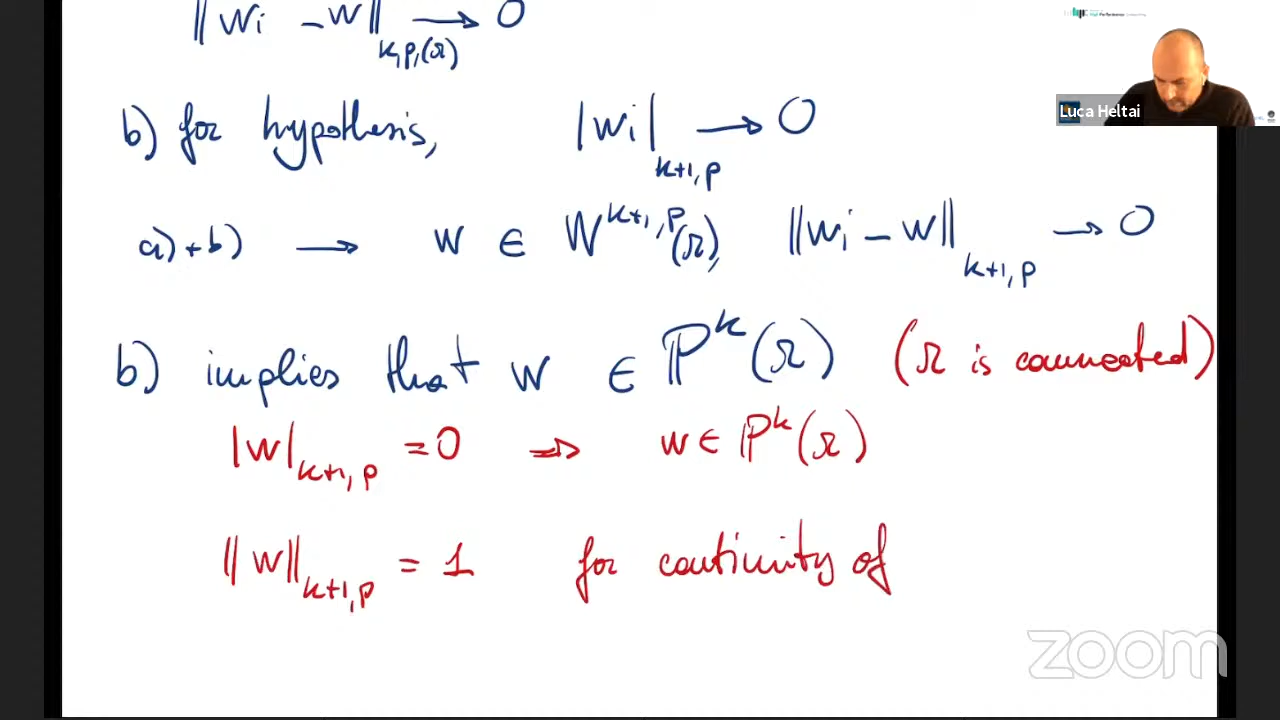 ‖wi - w‖k,p,(Ω) → 0
Luca Heltai
b) for hypothesis, |wi|k+1,p → 0
a)+b) → w ∈ W^{k+1,p}(Ω), ‖wi - w‖k+1,p → 0
b) implies that w ∈ ℙ^k(Ω) (Ω is connected)
|w|k+1,p = 0 ⇒ w ∈ ℙ^k(Ω)
‖w‖k+1,p = 1 for continuity of
zoom